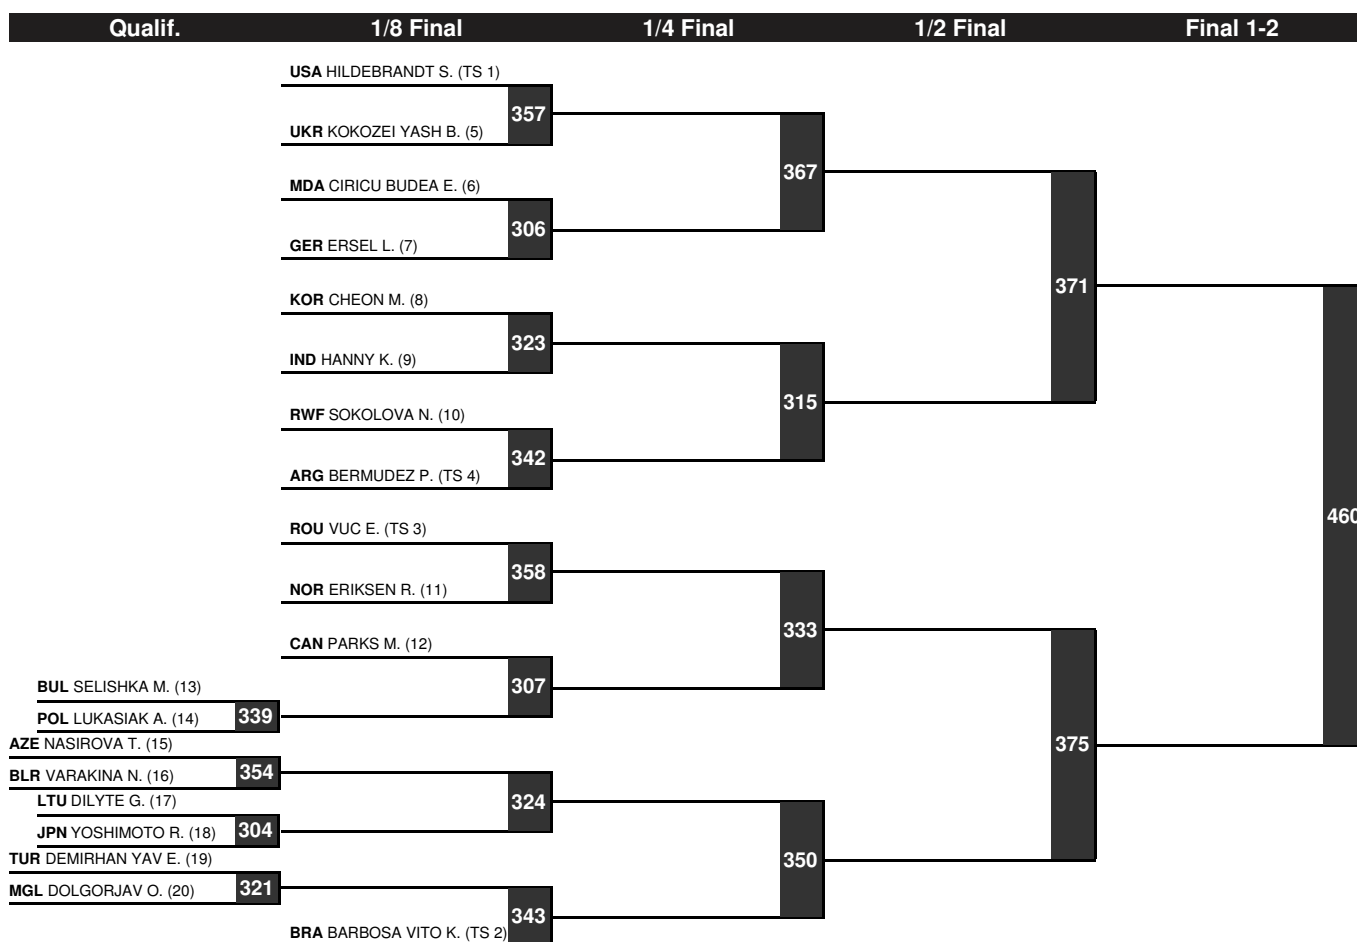 Qualif. 1/8 Final 1/4 Final 1/2 Final Final 1-2
USA HILDEBRANDT S. (TS 1)
357
UKR KOKOZEI YASH B. (5)
367
MDA CIRICU BUDEA E. (6)
306
GER ERSEL L. (7)
371
KOR CHEON M. (8)
323
IND HANNY K. (9)
315
RWF SOKOLOVA N. (10)
342
ARG BERMUDEZ P. (TS 4)
460
ROU VUC E. (TS 3)
358
NOR ERIKSEN R. (11)
333
CAN PARKS M. (12)
307
BUL SELISHKA M. (13)
POL LUKASIAK A. (14) 339
375
AZE NASIROVA T. (15)
BLR VARAKINA N. (16) 354
324
LTU DILYTE G. (17)
JPN YOSHIMOTO R. (18) 304
350
TUR DEMIRHAN YAV E. (19)
MGL DOLGORJAV O. (20) 321
343
BRA BARBOSA VITO K. (TS 2)